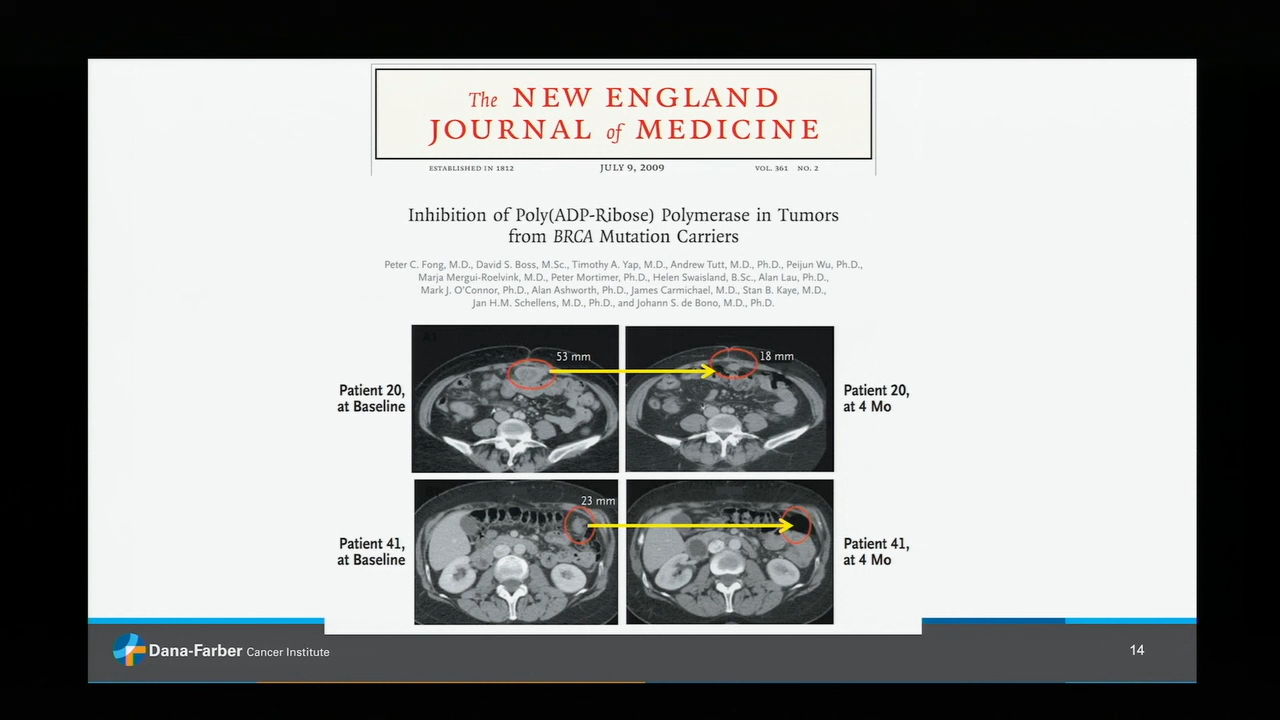 The NEW ENGLAND
JOURNAL of MEDICINE
ESTABLISHED IN 1812 JULY 9, 2009 VOL. 361 NO. 2
Inhibition of Poly(ADP-Ribose) Polymerase in Tumors
from BRCA Mutation Carriers
Peter C. Fong, M.D., David S. Boss, M.Sc., Timothy A. Yap, M.D., Andrew Tutt, M.D., Ph.D., Peijun Wu, Ph.D.,
Marja Mergui-Roelvink, M.D., Peter Mortimer, Ph.D., Helen Swaisland, B.Sc., Alan Lau, Ph.D.,
Mark J. O'Connor, Ph.D., Alan Ashworth, Ph.D., James Carmichael, M.D., Stan B. Kaye, M.D.,
Jan H.M. Schellens, M.D., Ph.D., and Johann S. de Bono, M.D., Ph.D.
53 mm
18 mm
Patient 20,
at Baseline
Patient 20,
at 4 Mo
23 mm
Patient 41,
at Baseline
Patient 41,
at 4 Mo
Dana-Farber Cancer Institute
14